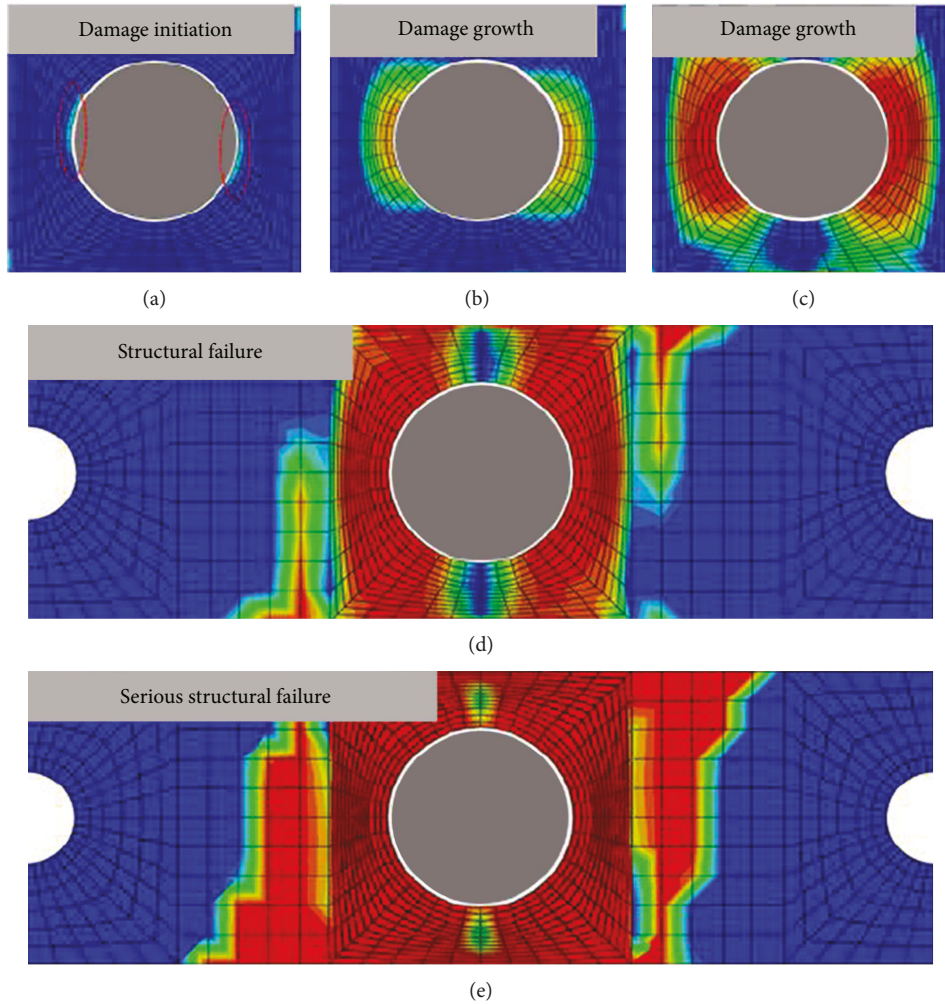 Damage initiation
Damage growth
Damage growth
(a)
(b)
(c)
Structural failure
(d)
Serious structural failure
(e)